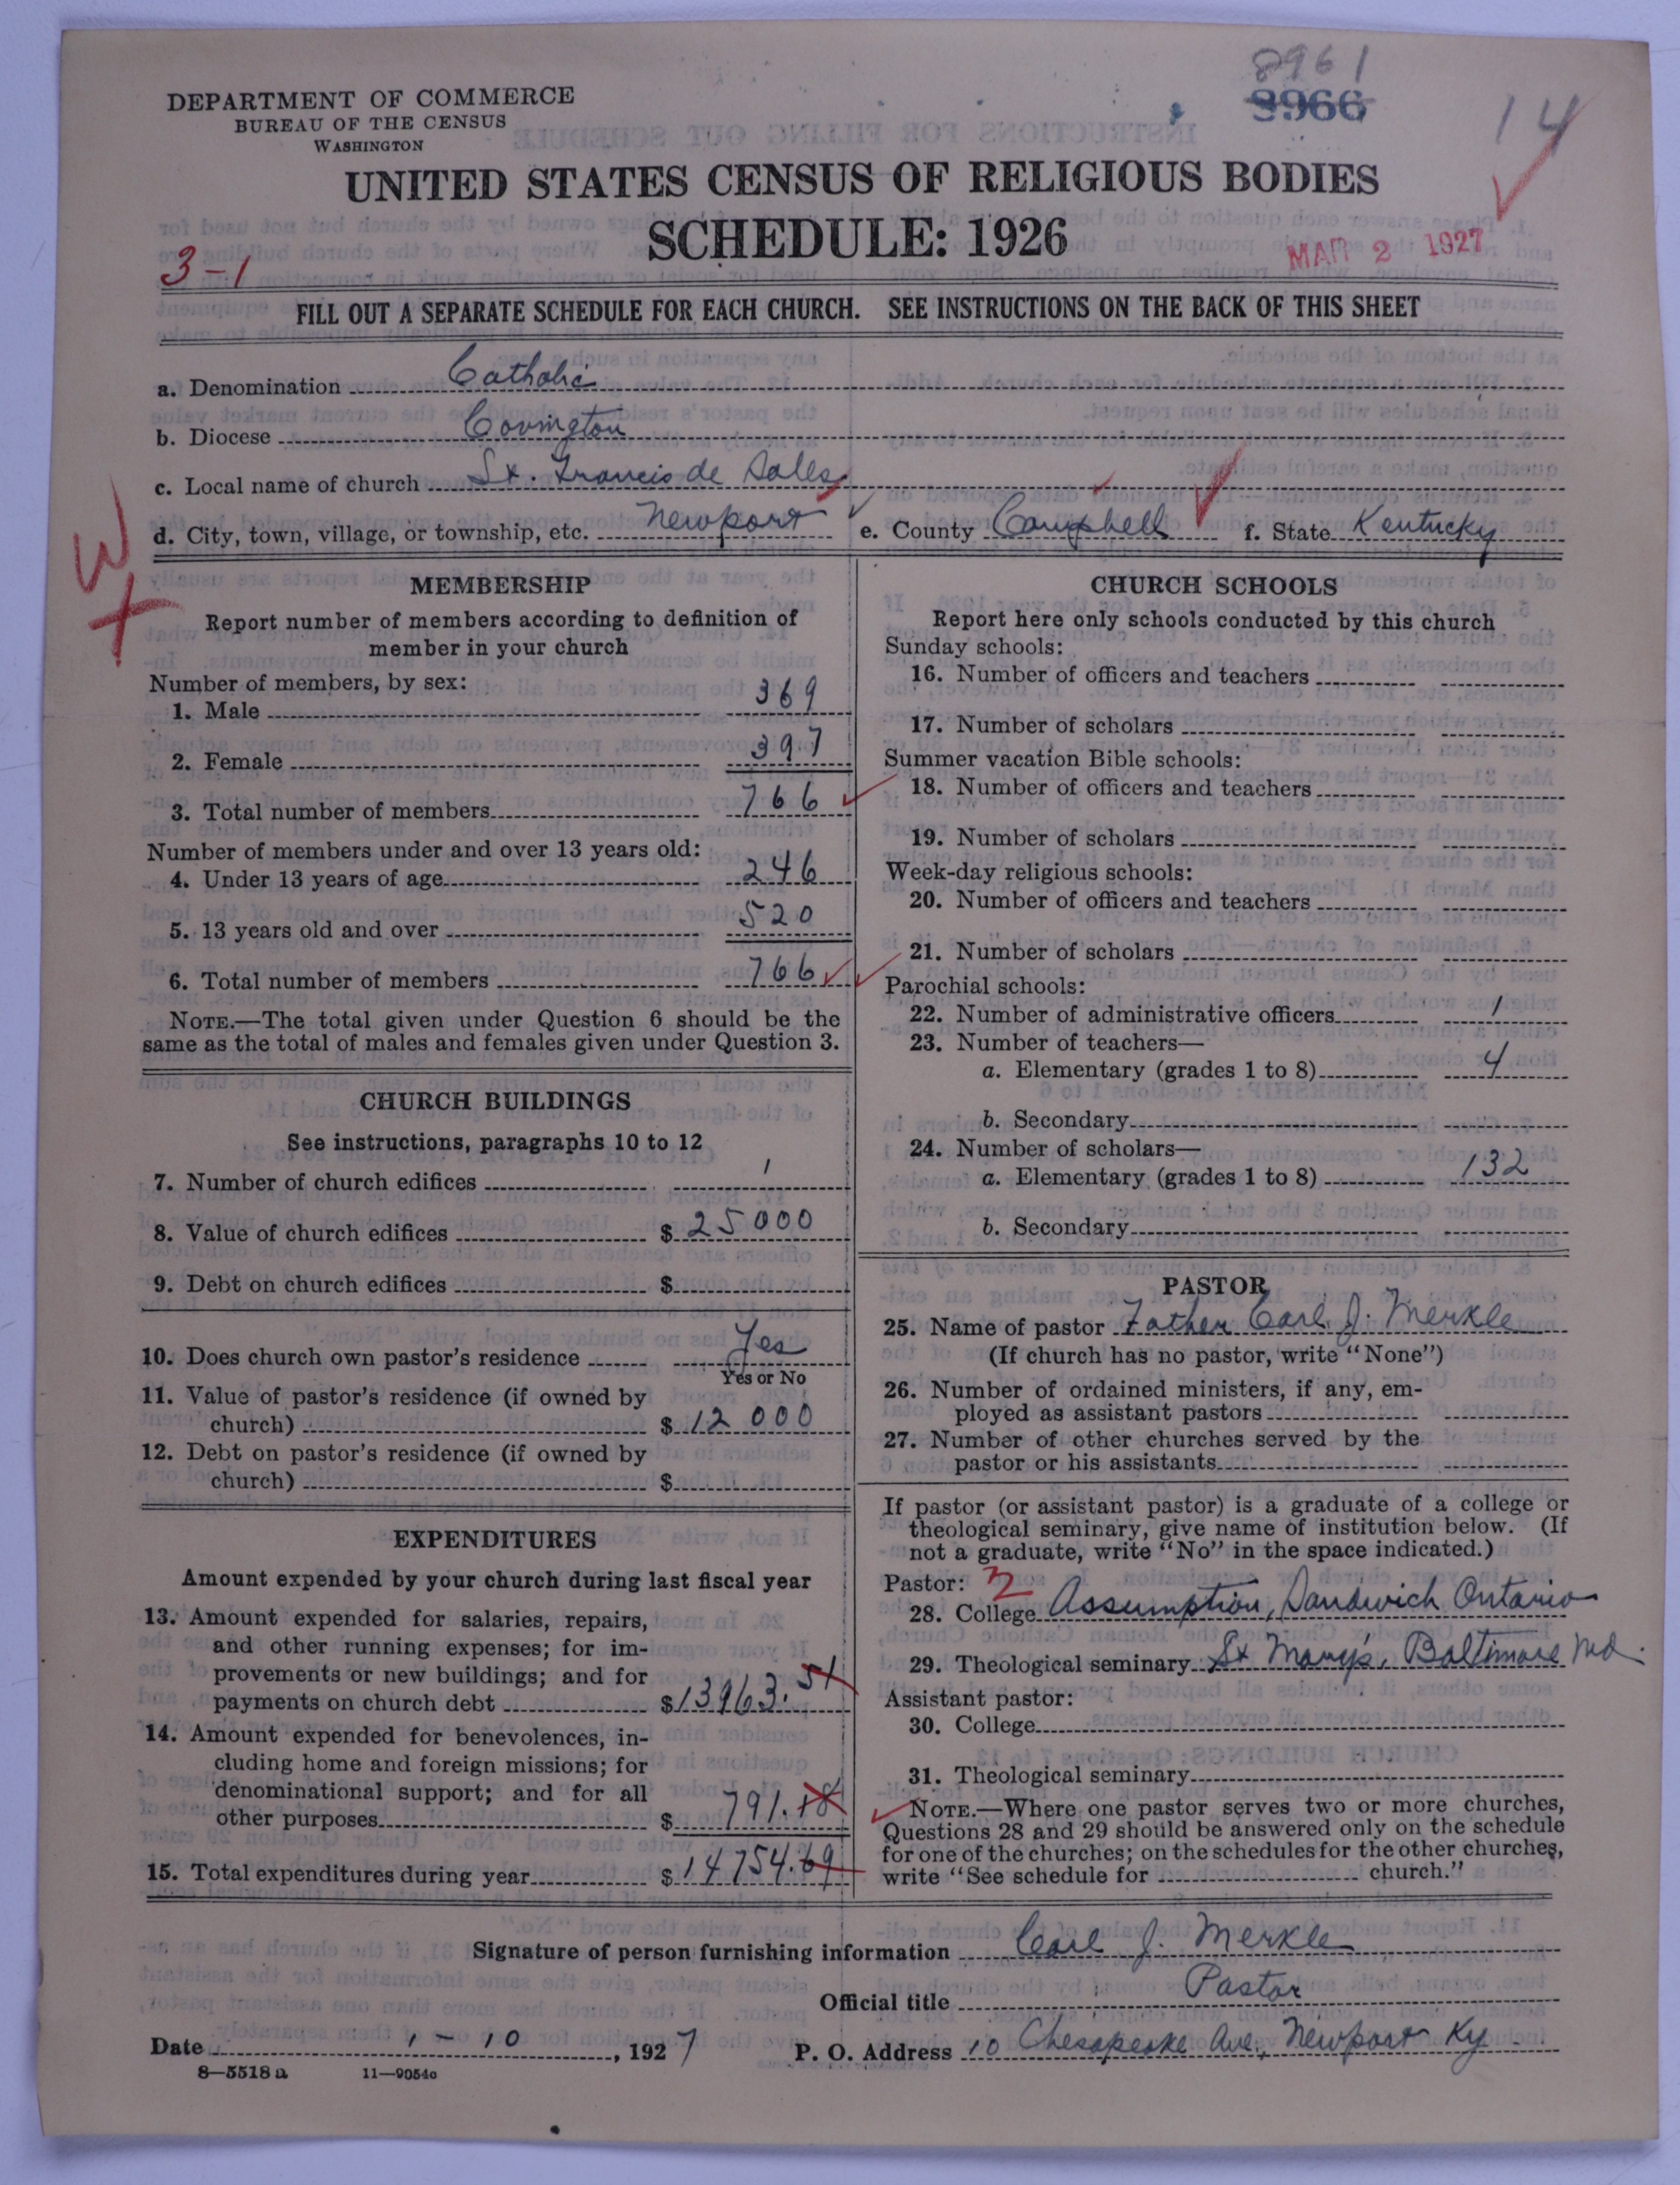 8961
8966
14
DEPARTMENT OF COMMERCE
BUREAU OF THE CENSUS
WASHINGTON
UNITED STATES CENSUS OF RELIGIOUS BODIES
SCHEDULE: 1926
MAR 2 1927
3-1
FILL OUT A SEPARATE SCHEDULE FOR EACH CHURCH. SEE INSTRUCTIONS ON THE BACK OF THIS SHEET
a. Denomination Catholic
b. Diocese Covington
c. Local name of church St. Francis de Salles
d. City, town, village, or township, etc. Newport e. County Campbell f. State Kentucky
W
MEMBERSHIP
Report number of members according to definition of
member in your church
Number of members, by sex:
1. Male 369
2. Female 397
3. Total number of members 766
Number of members under and over 13 years old:
4. Under 13 years of age 246
5. 13 years old and over 520
6. Total number of members 766
NOTE.—The total given under Question 6 should be the
same as the total of males and females given under Question 3.
CHURCH BUILDINGS
See instructions, paragraphs 10 to 12
7. Number of church edifices 1
8. Value of church edifices $ 25000
9. Debt on church edifices $
10. Does church own pastor's residence Yes
Yes or No
11. Value of pastor's residence (if owned by
church) $ 12000
12. Debt on pastor's residence (if owned by
church) $
EXPENDITURES
Amount expended by your church during last fiscal year
13. Amount expended for salaries, repairs,
and other running expenses; for im-
provements or new buildings; and for
payments on church debt $13963.51
14. Amount expended for benevolences, in-
cluding home and foreign missions; for
denominational support; and for all
other purposes $ 791.18
15. Total expenditures during year $ 14754.69
CHURCH SCHOOLS
Report here only schools conducted by this church
Sunday schools:
16. Number of officers and teachers
17. Number of scholars
Summer vacation Bible schools:
18. Number of officers and teachers
19. Number of scholars
Week-day religious schools:
20. Number of officers and teachers
21. Number of scholars
Parochial schools:
22. Number of administrative officers 1
23. Number of teachers—
a. Elementary (grades 1 to 8) 4
b. Secondary
24. Number of scholars—
a. Elementary (grades 1 to 8) 132
b. Secondary
PASTOR
25. Name of pastor Father Carl J. Merkle
(If church has no pastor, write "None")
26. Number of ordained ministers, if any, em-
ployed as assistant pastors
27. Number of other churches served by the
pastor or his assistants
If pastor (or assistant pastor) is a graduate of a college or
theological seminary, give name of institution below. (If
not a graduate, write "No" in the space indicated.)
Pastor: 2
28. College Assumption, Sandwich Ontario
29. Theological seminary St Mary's, Baltimore Md.
Assistant pastor:
30. College
31. Theological seminary
NOTE.—Where one pastor serves two or more churches,
Questions 28 and 29 should be answered only on the schedule
for one of the churches; on the schedules for the other churches,
write "See schedule for church."
Signature of person furnishing information Carl J. Merkle
Official title Pastor
Date 1-10, 1927 P. O. Address 10 Chesapeake Ave., Newport Ky.
8-5518a 11-9054c